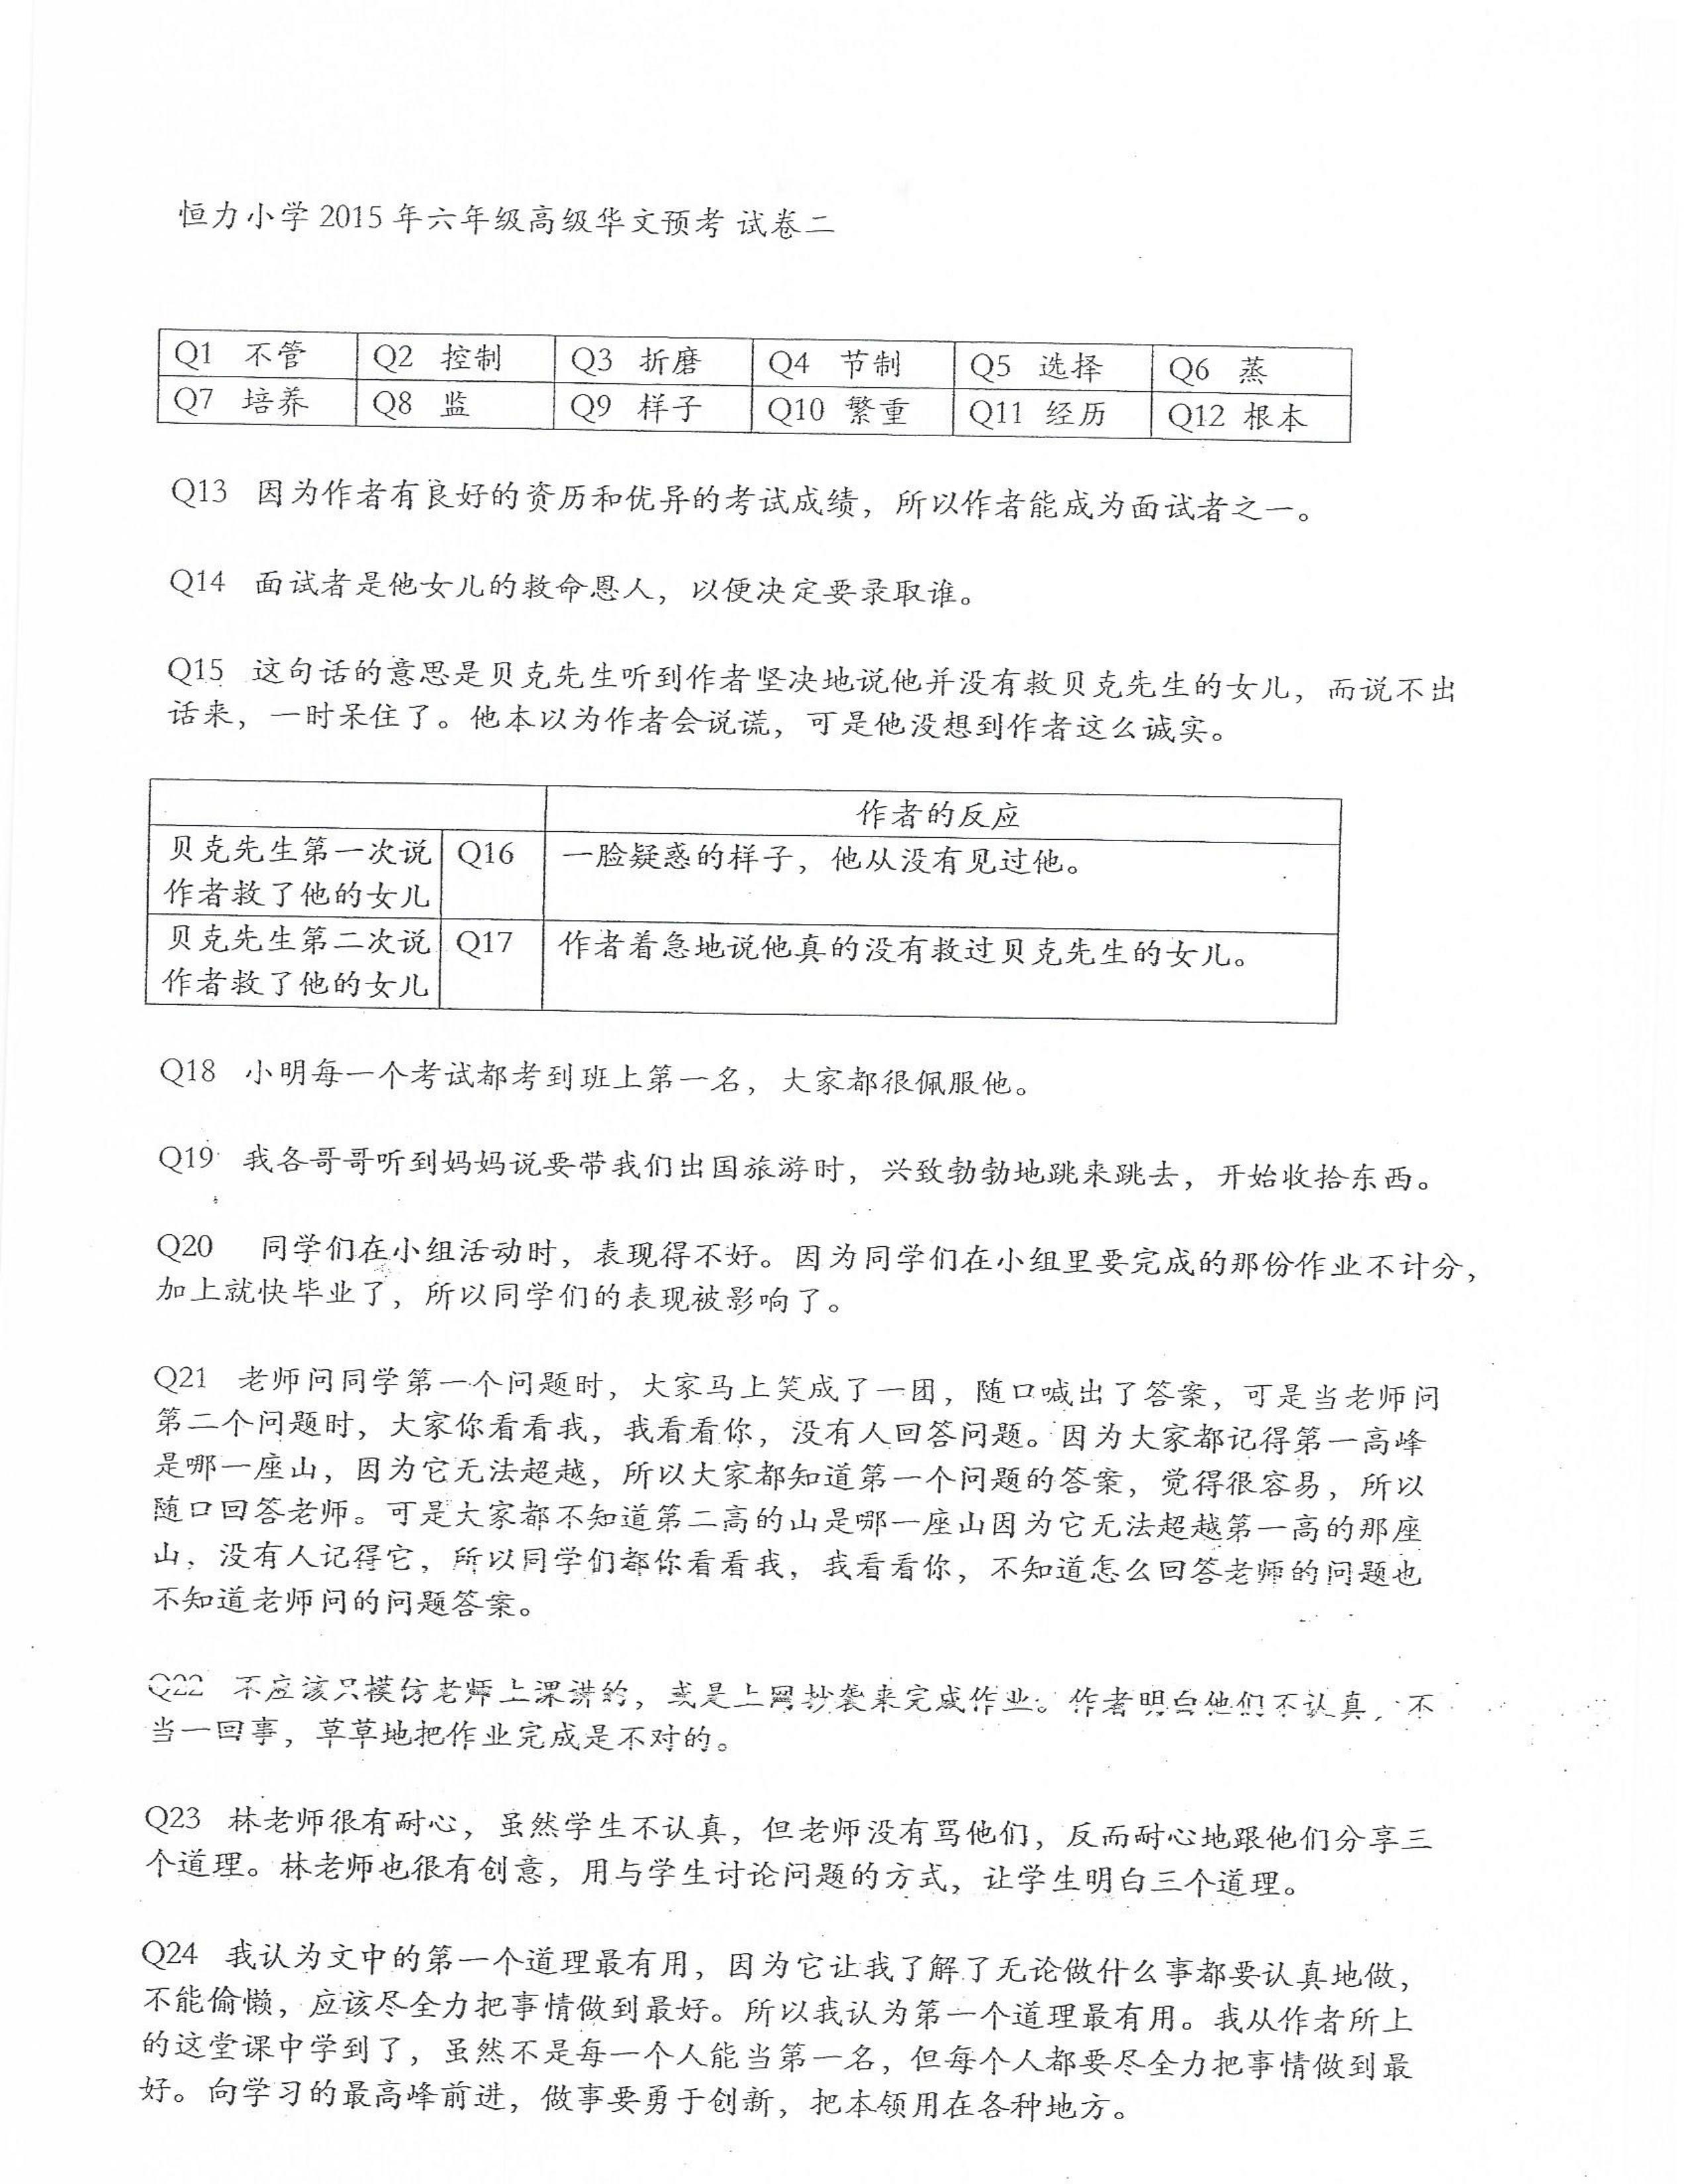 恒力小学 2015 年六年级高级华文预考 试卷二
Q1 不管 Q2 控制 Q3 折磨 Q4 节制 Q5 选择 Q6 蒸
Q7 培养 Q8 监 Q9 样子 Q10 繁重 Q11 经历 Q12 根本
Q13 因为作者有良好的资历和优异的考试成绩，所以作者能成为面试者之一。
Q14 面试者是他女儿的救命恩人，以便决定要录取谁。
Q15 这句话的意思是贝克先生听到作者坚决地说他并没有救贝克先生的女儿，而说不出
话来，一时呆住了。他本以为作者会说谎，可是他没想到作者这么诚实。
作者的反应
贝克先生第一次说 Q16 一脸疑惑的样子，他从没有见过他。
作者救了他的女儿
贝克先生第二次说 Q17 作者着急地说他真的没有救过贝克先生的女儿。
作者救了他的女儿
Q18 小明每一个考试都考到班上第一名，大家都很佩服他。
Q19 我各哥哥听到妈妈说要带我们出国旅游时，兴致勃勃地跳来跳去，开始收拾东西。
Q20 同学们在小组活动时，表现得不好。因为同学们在小组里要完成的那份作业不计分，
加上就快毕业了，所以同学们的表现被影响了。
Q21 老师问同学第一个问题时，大家马上笑成了一团，随口喊出了答案，可是当老师问
第二个问题时，大家你看看我，我看看你，没有人回答问题。因为大家都记得第一高峰
是哪一座山，因为它无法超越，所以大家都知道第一个问题的答案，觉得很容易，所以
随口回答老师。可是大家都不知道第二高的山是哪一座山因为它无法超越第一高的那座
山，没有人记得它，所以同学们都你看看我，我看看你，不知道怎么回答老师的问题也
不知道老师问的问题答案。
Q22 不应该只模仿老师上课讲的，或是上网抄袭来完成作业。作者明白他们不认真，不
当一回事，草草地把作业完成是不对的。
Q23 林老师很有耐心，虽然学生不认真，但老师没有骂他们，反而耐心地跟他们分享三
个道理。林老师也很有创意，用与学生讨论问题的方式，让学生明白三个道理。
Q24 我认为文中的第一个道理最有用，因为它让我了解了无论做什么事都要认真地做，
不能偷懒，应该尽全力把事情做到最好。所以我认为第一个道理最有用。我从作者所上
的这堂课中学到了，虽然不是每一个人能当第一名，但每个人都要尽全力把事情做到最
好。向学习的最高峰前进，做事要勇于创新，把本领用在各种地方。